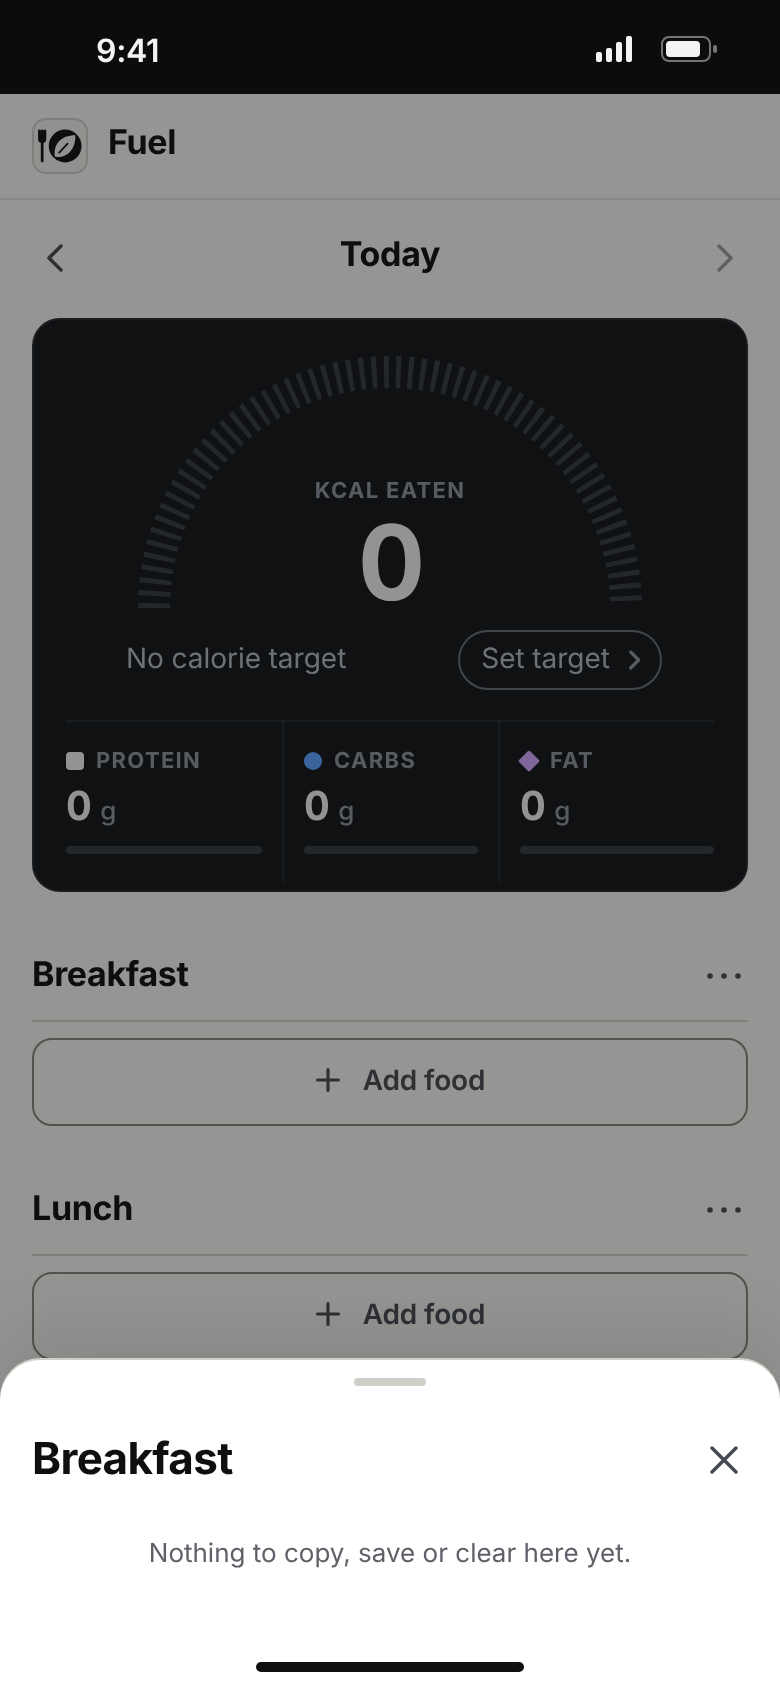 9:41
Fuel
Today
KCAL EATEN
0
No calorie target
Set target
PROTEIN
CARBS
FAT
0 g
0 g
0 g
Breakfast
Add food
Lunch
Add food
Breakfast
Nothing to copy, save or clear here yet.